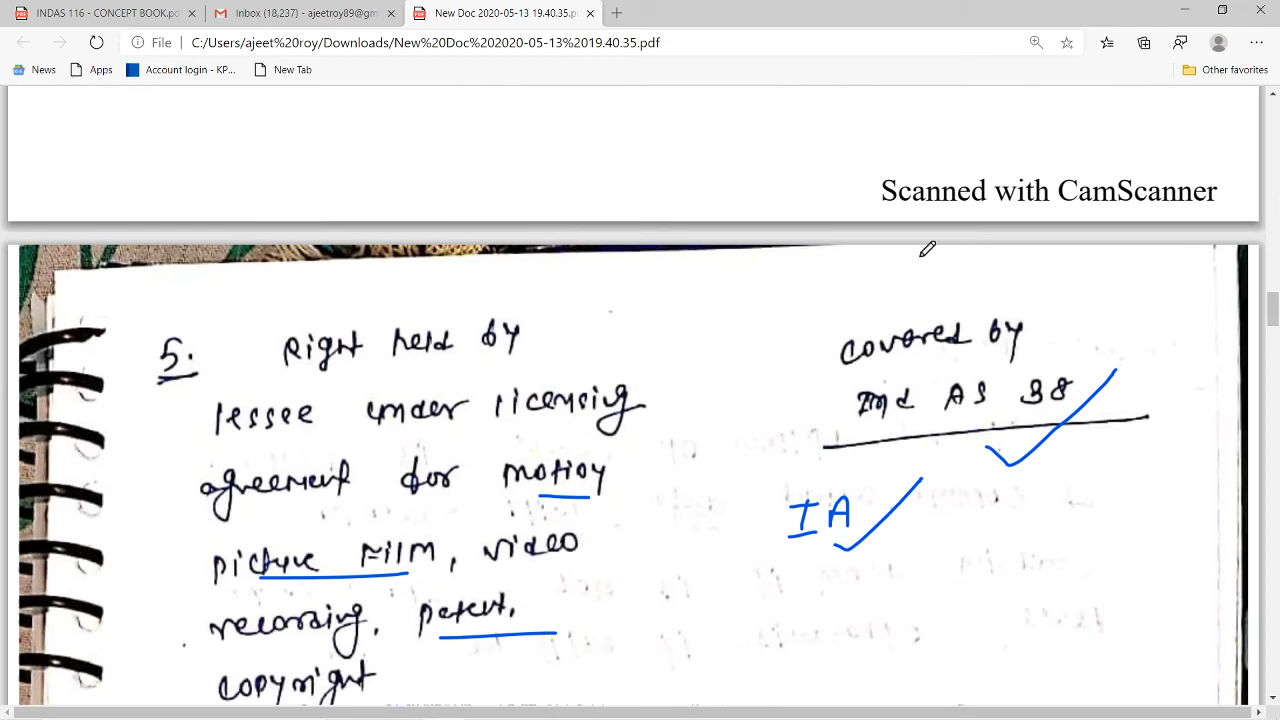 INDAS 116 - CONCEPT BOOK.pdf
Inbox (18,237) - ajeetroy89@gmail
New Doc 2020-05-13 19.40.35.pdf
File C:/Users/ajeet%20roy/Downloads/New%20Doc%202020-05-13%2019.40.35.pdf
News Apps Account login - KP... New Tab Other favorites
Scanned with CamScanner
5. Right held by
lessee under licensing
agreement for motion
picture Film, video
recording, patent,
copyright
covered by
Ind AS 38
IA